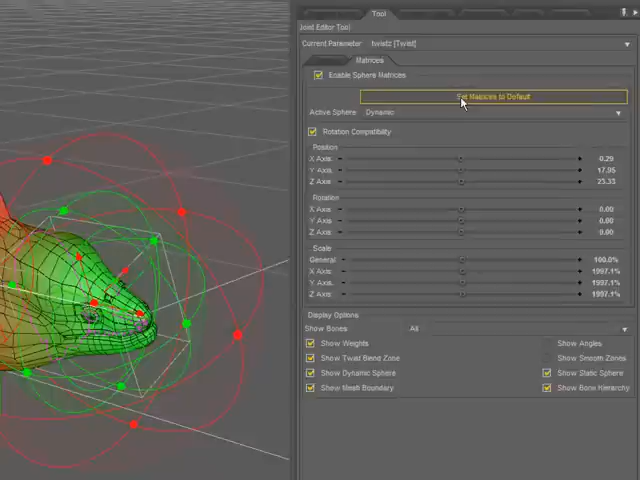 Tool
Joint Editor Tool
Current Parameter twistz [Twist]
Matrices
Enable Sphere Matrices
Set Matrices to Default
Active Sphere Dynamic
Rotation Compatibility
Position
X Axis: 0.29
Y Axis: 17.05
Z Axis: 23.33
Rotation
X Axis: 0.00
Y Axis: 0.00
Z Axis: 0.00
Scale
General: 100.0%
X Axis: 1997.1%
Y Axis: 1997.1%
Z Axis: 1997.1%
Display Options
Show Bones: All
Show Weights Show Angles
Show Twist Blend Zone Show Smooth Zones
Show Dynamic Sphere Show Static Sphere
Show Mesh Boundary Show Bone Hierarchy